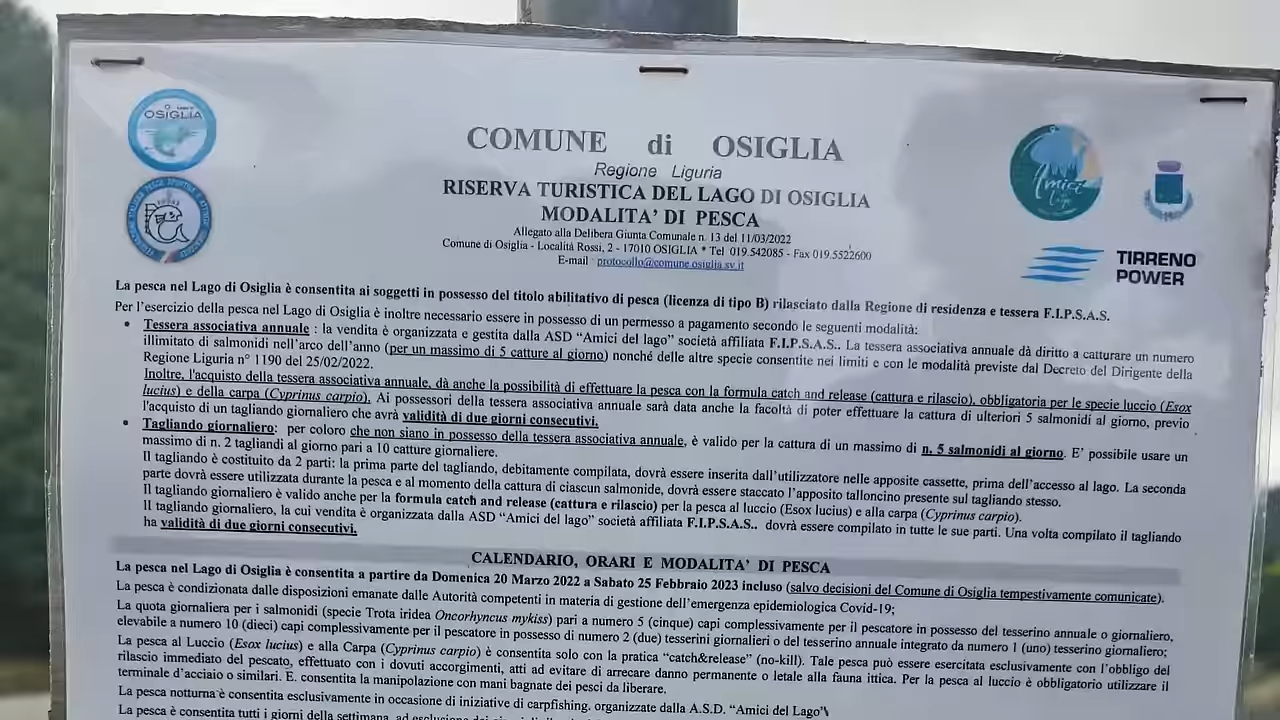 COMUNE di OSIGLIA
Regione Liguria
RISERVA TURISTICA DEL LAGO DI OSIGLIA
MODALITA' DI PESCA
Allegato alla Delibera Giunta Comunale n. 13 del 11/03/2022
Comune di Osiglia - Località Rossi, 2 - 17010 OSIGLIA * Tel 019.542085 - Fax 019.5522600
E-mail protocollo@comune.osiglia.sv.it
OSIGLIA
Amici
Lago
TIRRENO
POWER
La pesca nel Lago di Osiglia è consentita ai soggetti in possesso del titolo abilitativo di pesca (licenza di tipo B) rilasciato dalla Regione di residenza e tessera F.I.P.S.A.S.
Per l'esercizio della pesca nel Lago di Osiglia è inoltre necessario essere in possesso di un permesso a pagamento secondo le seguenti modalità:
• Tessera associativa annuale : la vendita è organizzata e gestita dalla ASD "Amici del lago" società affiliata F.I.P.S.A.S.. La tessera associativa annuale dà diritto a catturare un numero
illimitato di salmonidi nell'arco dell'anno (per un massimo di 5 catture al giorno) nonché delle altre specie consentite nei limiti e con le modalità previste dal Decreto del Dirigente della
Regione Liguria n° 1190 del 25/02/2022.
Inoltre, l'acquisto della tessera associativa annuale, dà anche la possibilità di effettuare la pesca con la formula catch and release (cattura e rilascio), obbligatoria per le specie luccio (Esox
lucius) e della carpa (Cyprinus carpio). Ai possessori della tessera associativa annuale sarà data anche la facoltà di poter effettuare la cattura di ulteriori 5 salmonidi al giorno, previo
l'acquisto di un tagliando giornaliero che avrà validità di due giorni consecutivi.
• Tagliando giornaliero: per coloro che non siano in possesso della tessera associativa annuale, è valido per la cattura di un massimo di n. 5 salmonidi al giorno. E' possibile usare un
massimo di n. 2 tagliandi al giorno pari a 10 catture giornaliere.
Il tagliando è costituito da 2 parti: la prima parte del tagliando, debitamente compilata, dovrà essere inserita dall'utilizzatore nelle apposite cassette, prima dell'accesso al lago. La seconda
parte dovrà essere utilizzata durante la pesca e al momento della cattura di ciascun salmonide, dovrà essere staccato l'apposito talloncino presente sul tagliando stesso.
Il tagliando giornaliero è valido anche per la formula catch and release (cattura e rilascio) per la pesca al luccio (Esox lucius) e alla carpa (Cyprinus carpio).
Il tagliando giornaliero, la cui vendita è organizzata dalla ASD "Amici del lago" società affiliata F.I.P.S.A.S.. dovrà essere compilato in tutte le sue parti. Una volta compilato il tagliando
ha validità di due giorni consecutivi.
CALENDARIO, ORARI E MODALITA' DI PESCA
La pesca nel Lago di Osiglia è consentita a partire da Domenica 20 Marzo 2022 a Sabato 25 Febbraio 2023 incluso (salvo decisioni del Comune di Osiglia tempestivamente comunicate).
La pesca è condizionata dalle disposizioni emanate dalle Autorità competenti in materia di gestione dell'emergenza epidemiologica Covid-19;
La quota giornaliera per i salmonidi (specie Trota iridea Oncorhyncus mykiss) pari a numero 5 (cinque) capi complessivamente per il pescatore in possesso del tesserino annuale o giornaliero,
elevabile a numero 10 (dieci) capi complessivamente per il pescatore in possesso di numero 2 (due) tesserini giornalieri o del tesserino annuale integrato da numero 1 (uno) tesserino giornaliero;
La pesca al Luccio (Esox lucius) e alla Carpa (Cyprinus carpio) è consentita solo con la pratica "catch&release" (no-kill). Tale pesca può essere esercitata esclusivamente con l'obbligo del
rilascio immediato del pescato, effettuato con i dovuti accorgimenti, atti ad evitare di arrecare danno permanente o letale alla fauna ittica. Per la pesca al luccio è obbligatorio utilizzare il
terminale d'acciaio o similari. E. consentita la manipolazione con mani bagnate dei pesci da liberare.
La pesca notturna è consentita esclusivamente in occasione di iniziative di carpfishing. organizzate dalla A.S.D. "Amici del Lago"
La pesca è consentita tutti i giorni della settimana, ad esclusione